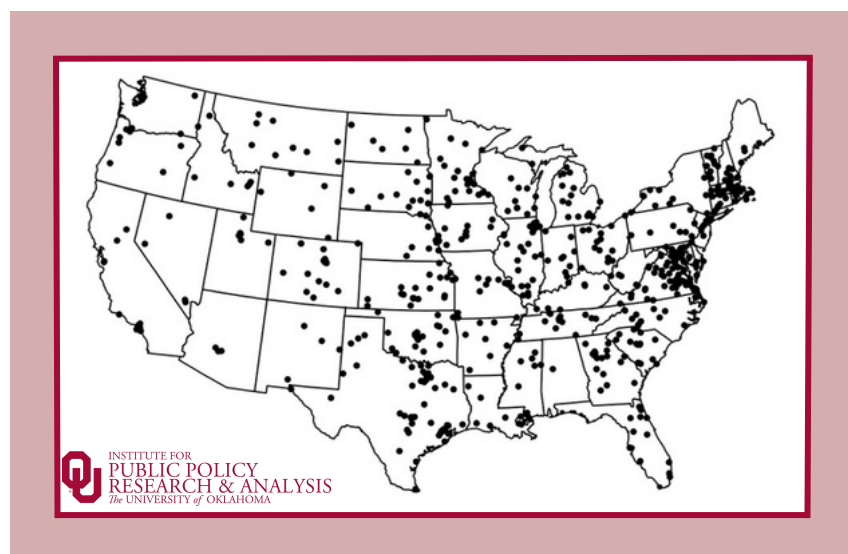 INSTITUTE FOR
PUBLIC POLICY
RESEARCH & ANALYSIS
The UNIVERSITY of OKLAHOMA